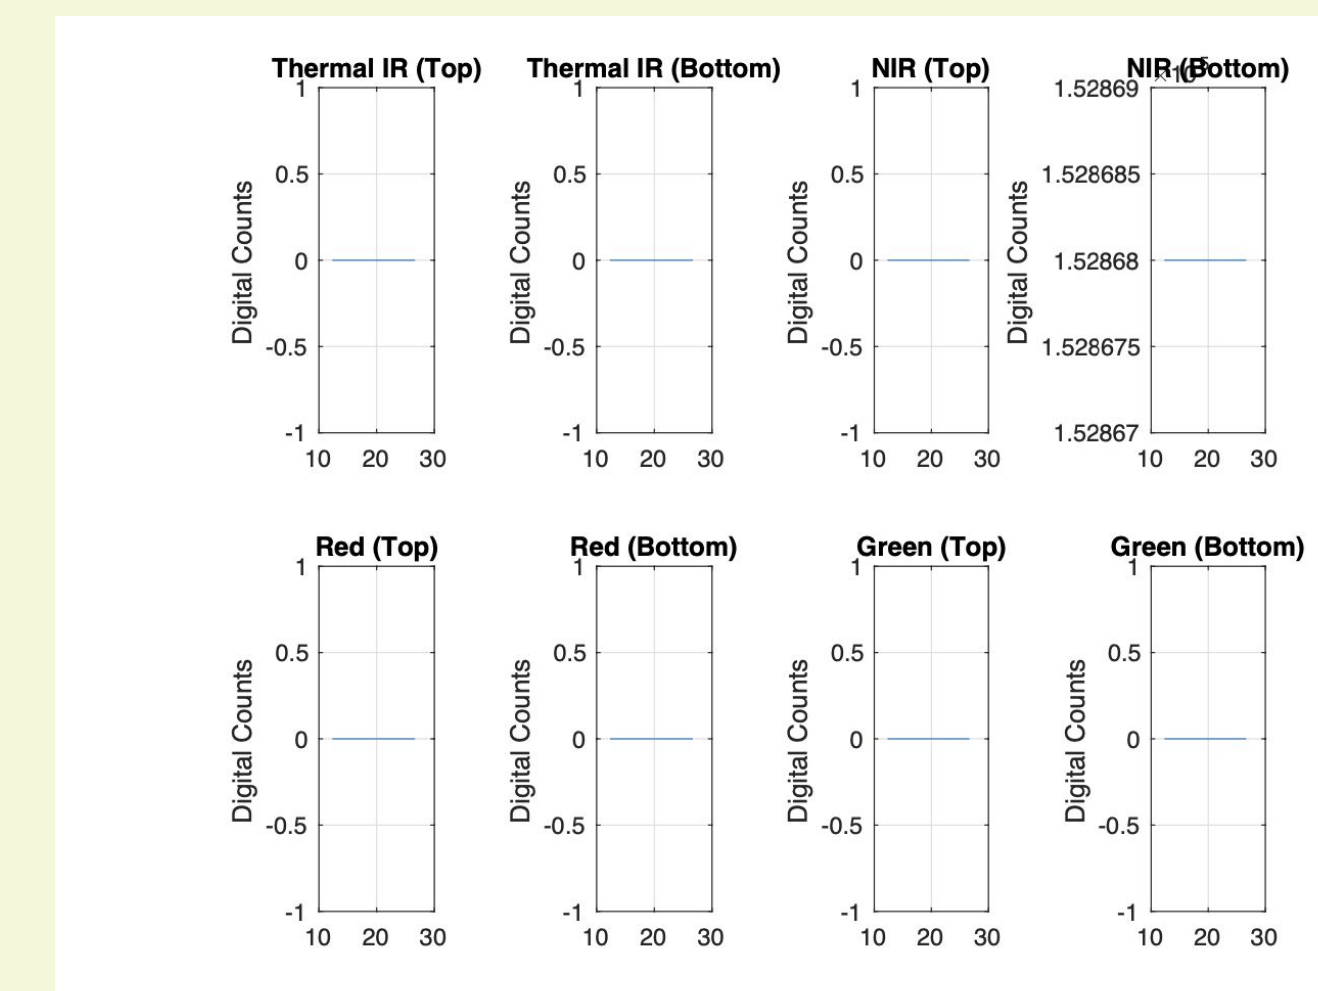 Thermal IR (Top)
Thermal IR (Bottom)
NIR (Top)
NIR (Bottom)
×10^5
1
0.5
0
-0.5
-1
Digital Counts
10 20 30
1
0.5
0
-0.5
-1
Digital Counts
10 20 30
1
0.5
0
-0.5
-1
Digital Counts
10 20 30
1.52869
1.528685
1.52868
1.528675
1.52867
Digital Counts
10 20 30
Red (Top)
Red (Bottom)
Green (Top)
Green (Bottom)
1
0.5
0
-0.5
-1
Digital Counts
10 20 30
1
0.5
0
-0.5
-1
Digital Counts
10 20 30
1
0.5
0
-0.5
-1
Digital Counts
10 20 30
1
0.5
0
-0.5
-1
Digital Counts
10 20 30